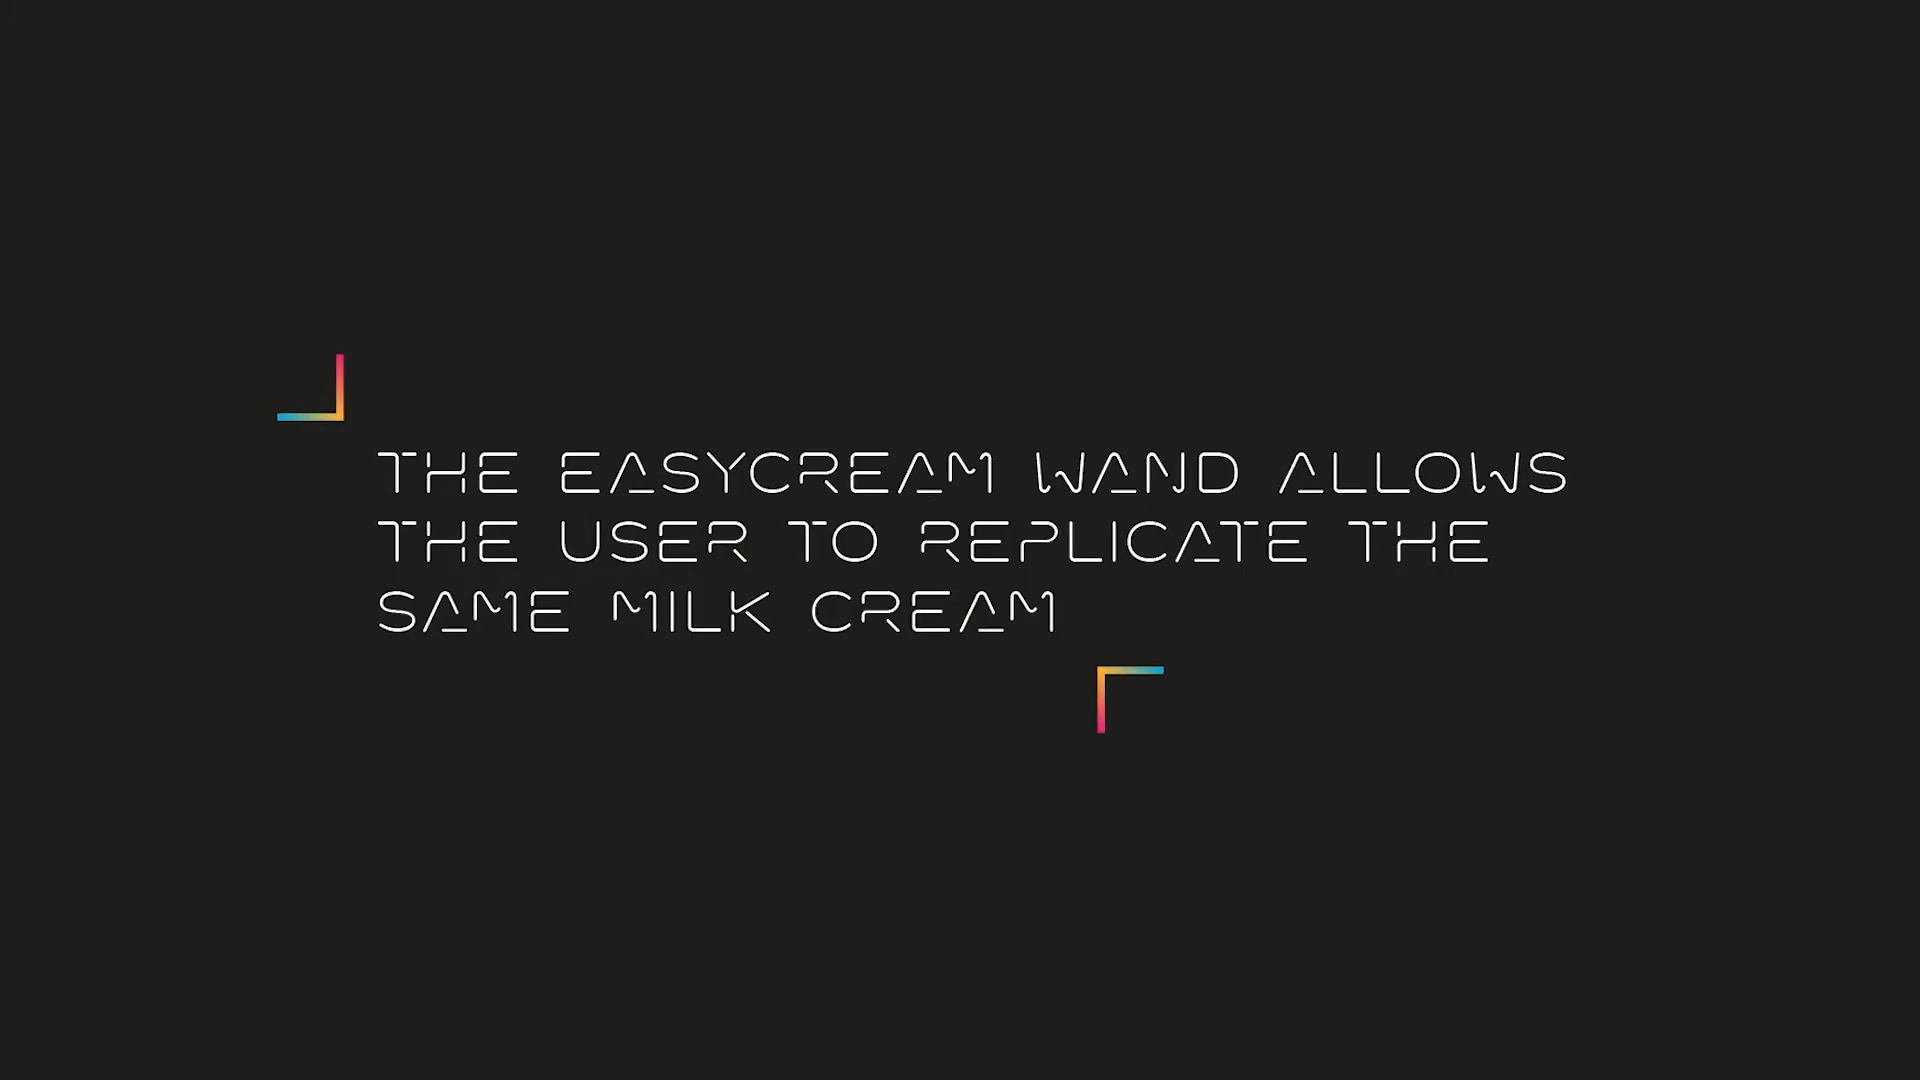 THE EASYCREAM WAND ALLOWS
THE USER TO REPLICATE THE
SAME MILK CREAM